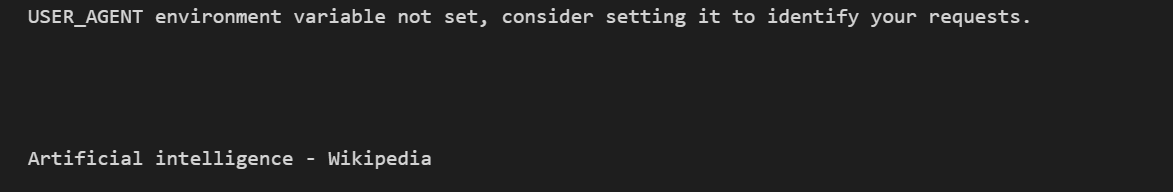 USER_AGENT environment variable not set, consider setting it to identify your requests.
Artificial intelligence - Wikipedia